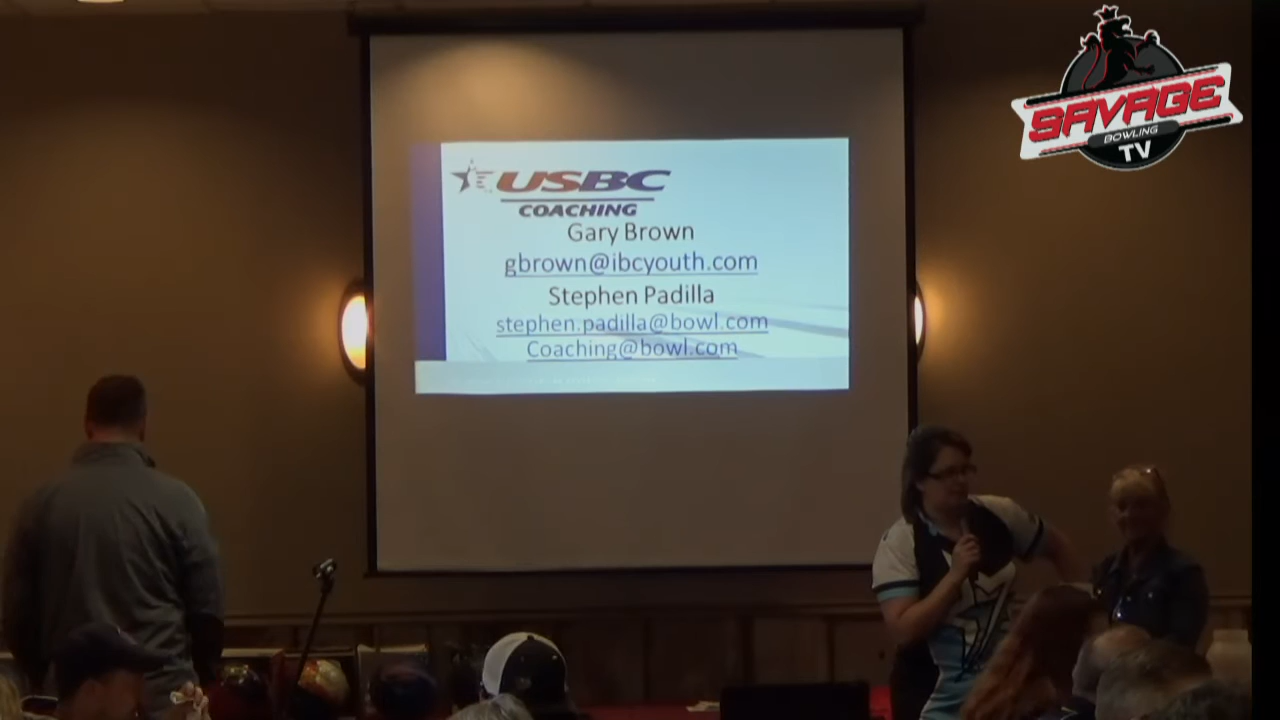 USBC
COACHING
Gary Brown
gbrown@ibcyouth.com
Stephen Padilla
stephen.padilla@bowl.com
Coaching@bowl.com
SAVAGE
BOWLING
TV